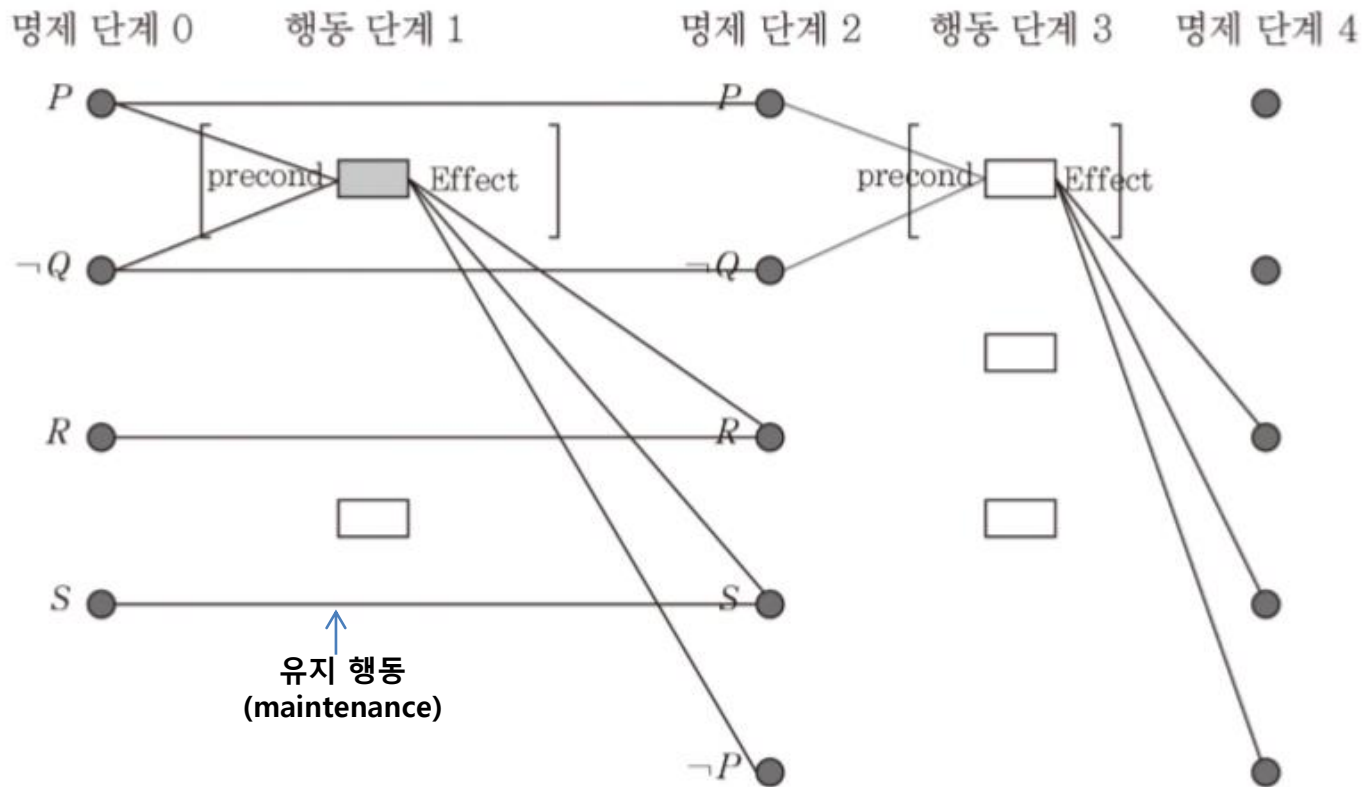 명제 단계 0 행동 단계 1 명제 단계 2 행동 단계 3 명제 단계 4
P P
precond Effect precond Effect
¬Q ¬Q
R R
S S
유지 행동
(maintenance)
¬P